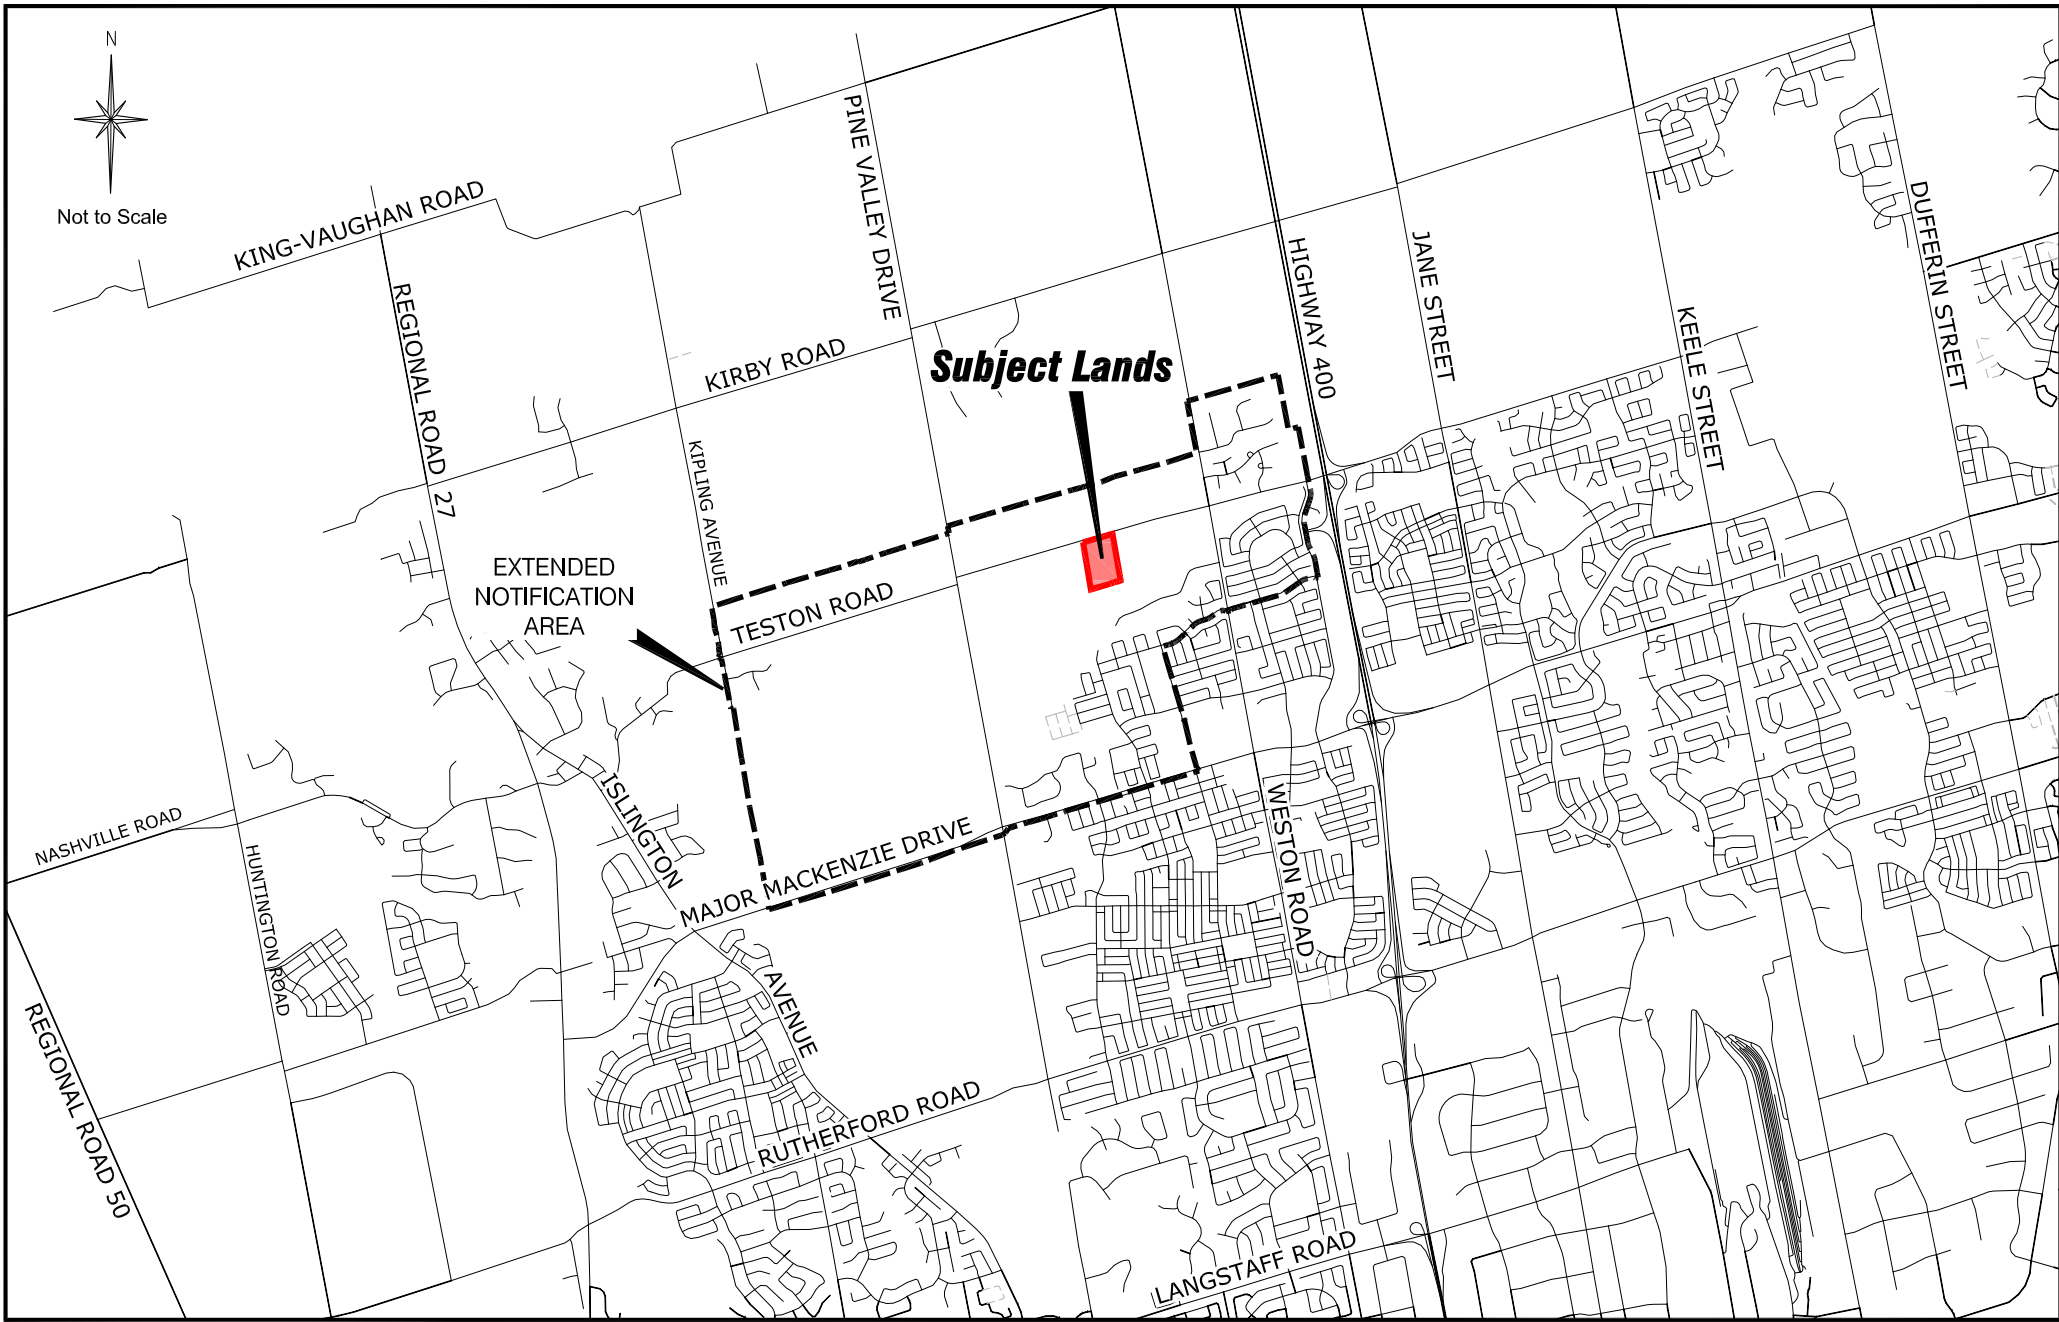 N
Not to Scale
KING-VAUGHAN ROAD
PINE VALLEY DRIVE
REGIONAL ROAD 27
HIGHWAY 400
JANE STREET
DUFFERIN STREET
KEELE STREET
KIRBY ROAD
Subject Lands
KIPLING AVENUE
EXTENDED
NOTIFICATION
AREA
TESTON ROAD
ISLINGTON
AVENUE
NASHVILLE ROAD
HUNTINGTON ROAD
MAJOR MACKENZIE DRIVE
WESTON ROAD
REGIONAL ROAD 50
RUTHERFORD ROAD
LANGSTAFF ROAD